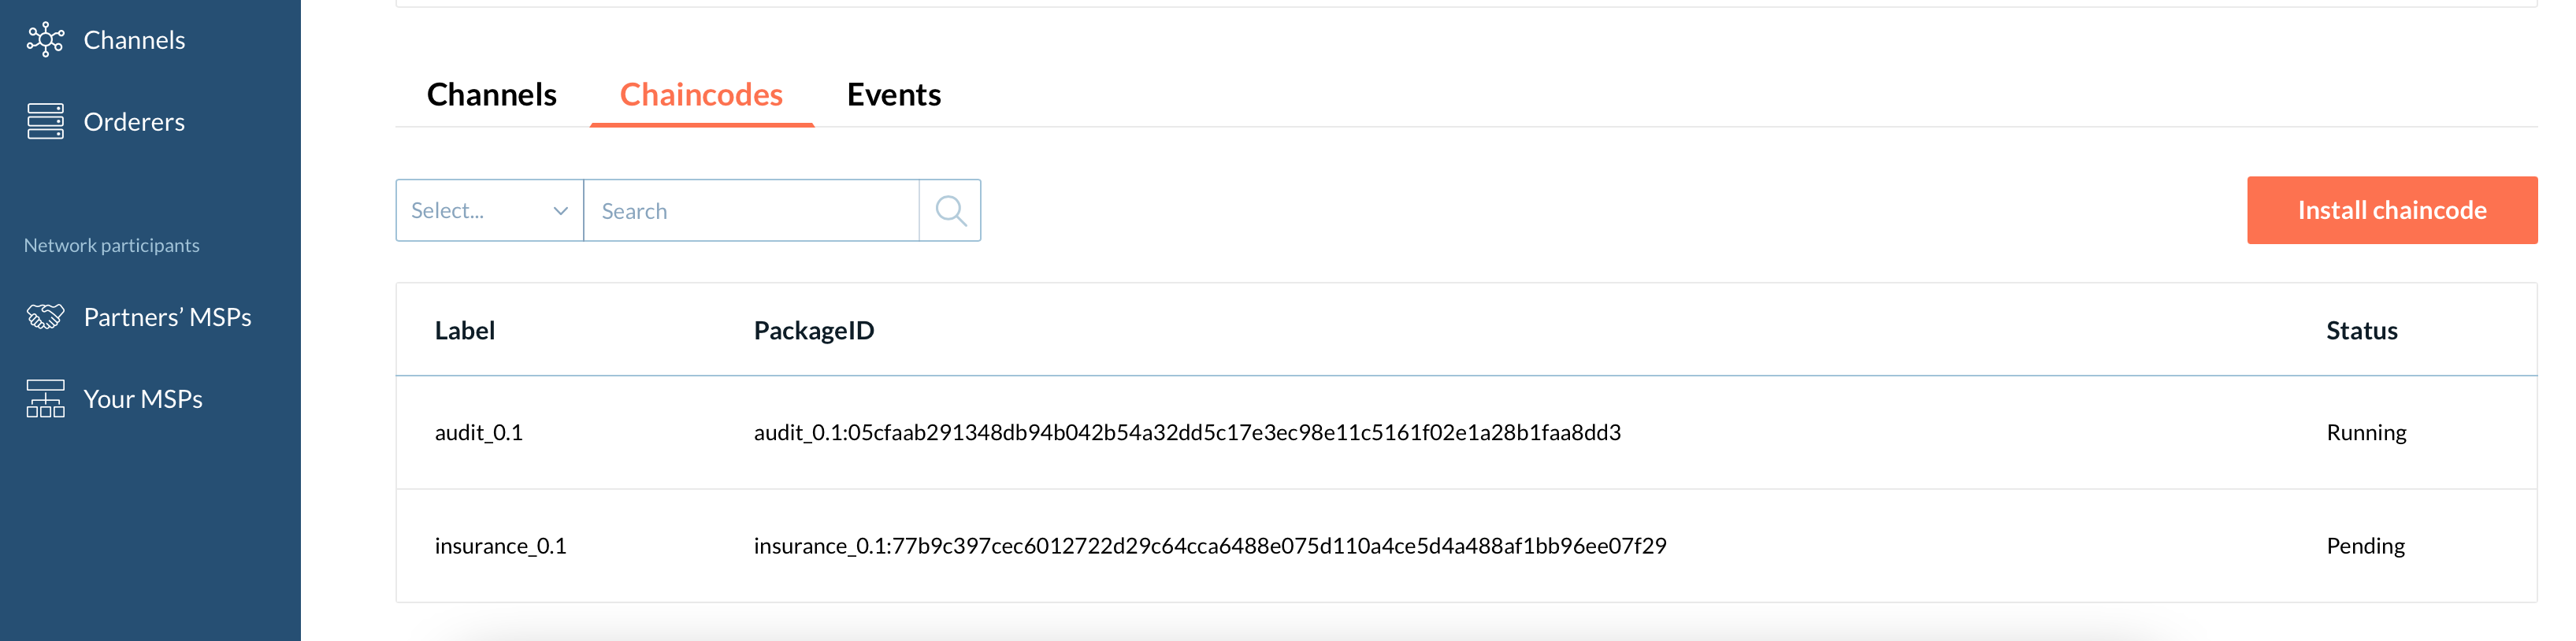 Channels
Orderers
Network participants
Partners’ MSPs
Your MSPs
Channels Chaincodes Events
Select... Search
Install chaincode
Label PackageID Status
audit_0.1 audit_0.1:05cfaab291348db94b042b54a32dd5c17e3ec98e11c5161f02e1a28b1faa8dd3 Running
insurance_0.1 insurance_0.1:77b9c397cec6012722d29c64cca6488e075d110a4ce5d4a488af1bb96ee07f29 Pending